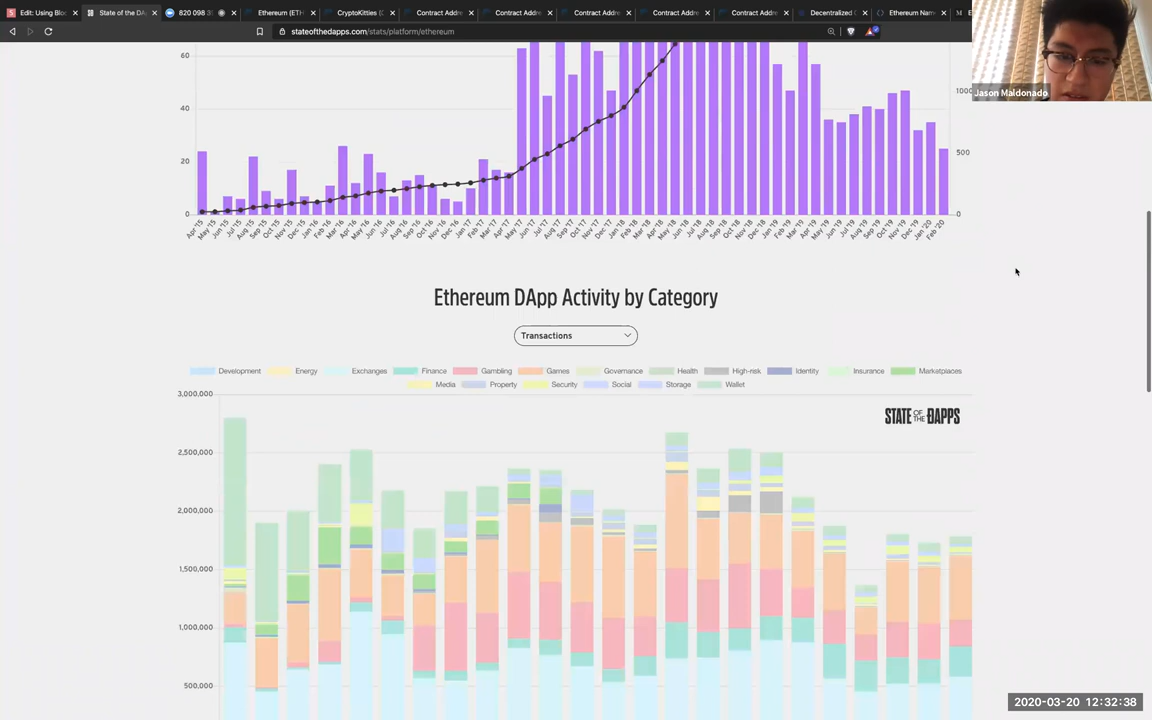 Edit: Using Bloc
State of the DA
820 098 3
Ethereum (ETH
CryptoKitties (C
Contract Addre
Contract Addre
Contract Addre
Contract Addre
Contract Addre
Decentralized
Ethereum Nam
stateofthedapps.com/stats/platform/ethereum
Jason Maldonado
60
1000
40
500
20
0
0
Apr '15 May '15 Jun '15 Jul '15 Aug '15 Sep '15 Oct '15 Nov '15 Dec '15 Jan '16 Feb '16 Mar '16 Apr '16 May '16 Jun '16 Jul '16 Aug '16 Sep '16 Oct '16 Nov '16 Dec '16 Jan '17 Feb '17 Mar '17 Apr '17 May '17 Jun '17 Jul '17 Aug '17 Sep '17 Oct '17 Nov '17 Dec '17 Jan '18 Feb '18 Mar '18 Apr '18 May '18 Jun '18 Jul '18 Aug '18 Sep '18 Oct '18 Nov '18 Dec '18 Jan '19 Feb '19 Mar '19 Apr '19 May '19 Jun '19 Jul '19 Aug '19 Sep '19 Oct '19 Nov '19 Dec '19 Jan '20 Feb '20
Ethereum DApp Activity by Category
Transactions
Development Energy Exchanges Finance Gambling Games Governance Health High-risk Identity Insurance Marketplaces
Media Property Security Social Storage Wallet
3,000,000
STATE OF THE DAPPS
2,500,000
2,000,000
1,500,000
1,000,000
500,000
2020-03-20 12:32:38